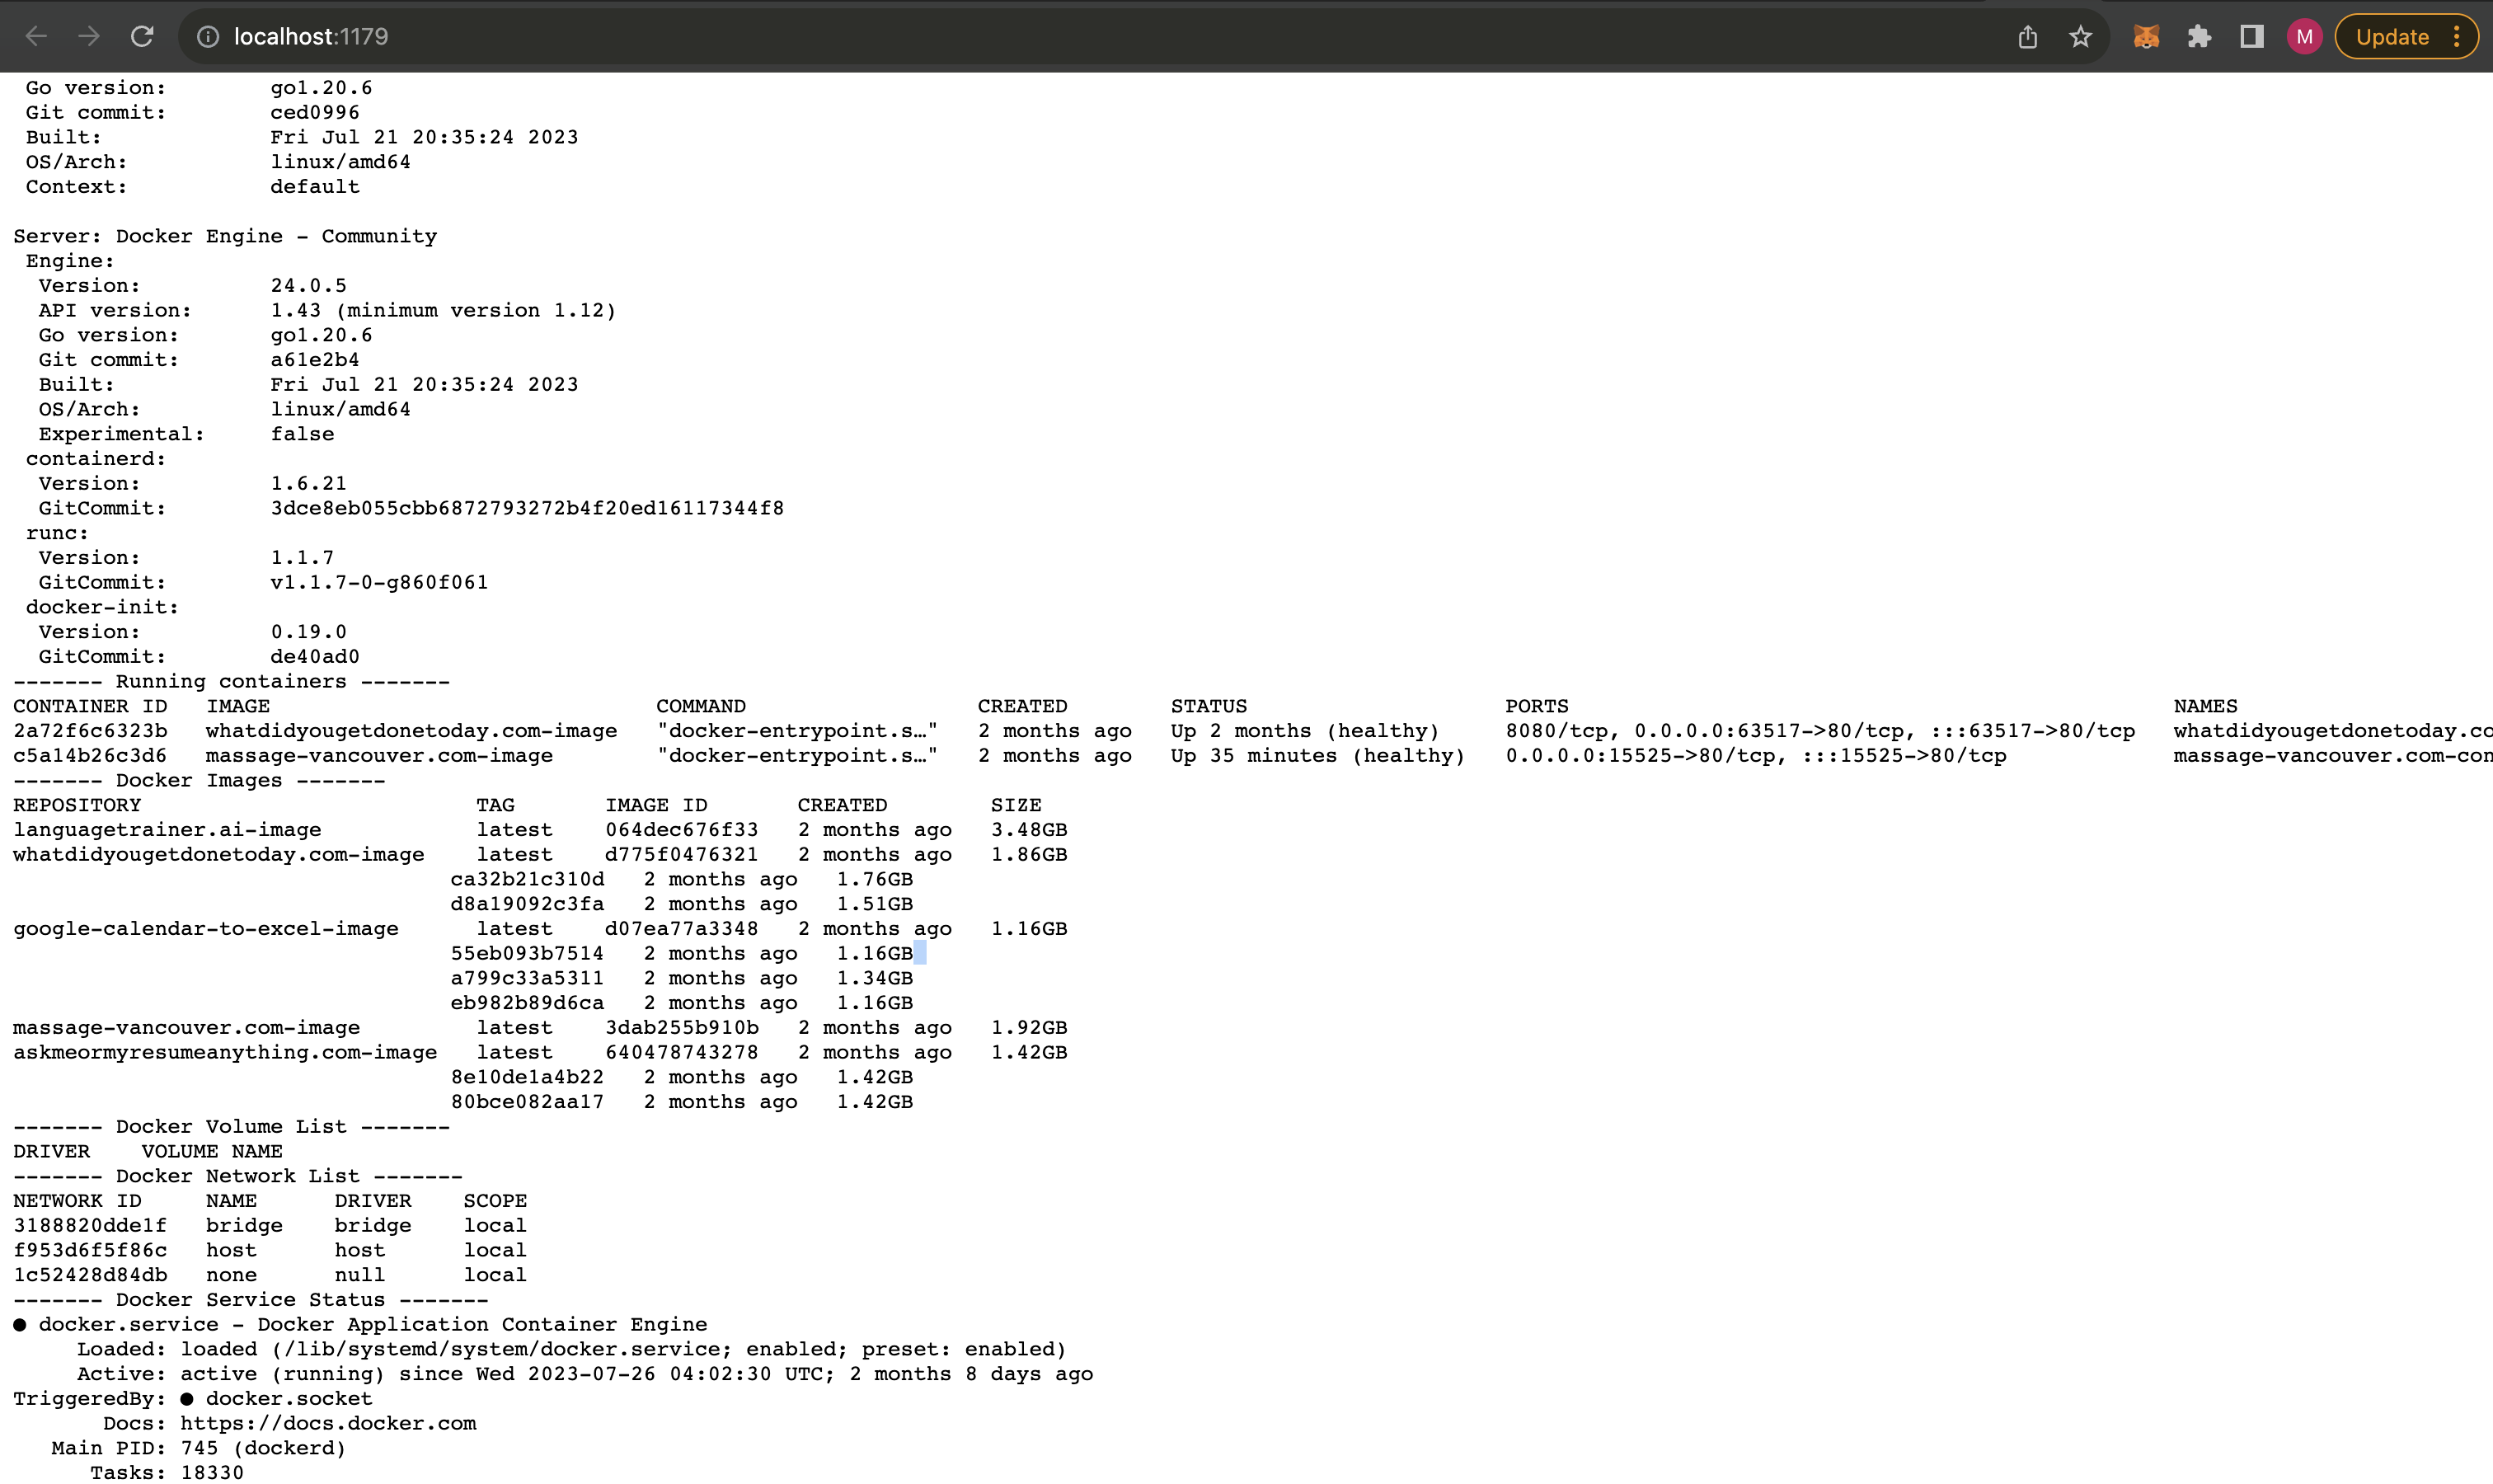 localhost:1179
M
Update
Go version:        go1.20.6
Git commit:        ced0996
Built:             Fri Jul 21 20:35:24 2023
OS/Arch:           linux/amd64
Context:           default
Server: Docker Engine - Community
Engine:
Version:          24.0.5
API version:      1.43 (minimum version 1.12)
Go version:       go1.20.6
Git commit:       a61e2b4
Built:            Fri Jul 21 20:35:24 2023
OS/Arch:          linux/amd64
Experimental:     false
containerd:
Version:          1.6.21
GitCommit:        3dce8eb055cbb6872793272b4f20ed16117344f8
runc:
Version:          1.1.7
GitCommit:        v1.1.7-0-g860f061
docker-init:
Version:          0.19.0
GitCommit:        de40ad0
------- Running containers -------
CONTAINER ID   IMAGE                              COMMAND                  CREATED        STATUS                    PORTS                                               NAMES
2a72f6c6323b   whatdidyougetdonetoday.com-image   "docker-entrypoint.s…"   2 months ago   Up 2 months (healthy)     8080/tcp, 0.0.0.0:63517->80/tcp, :::63517->80/tcp   whatdidyougetdonetoday.co
c5a14b26c3d6   massage-vancouver.com-image        "docker-entrypoint.s…"   2 months ago   Up 35 minutes (healthy)   0.0.0.0:15525->80/tcp, :::15525->80/tcp             massage-vancouver.com-con
------- Docker Images -------
REPOSITORY                          TAG       IMAGE ID       CREATED        SIZE
languagetrainer.ai-image            latest    064dec676f33   2 months ago   3.48GB
whatdidyougetdonetoday.com-image    latest    d775f0476321   2 months ago   1.86GB
ca32b21c310d   2 months ago   1.76GB
d8a19092c3fa   2 months ago   1.51GB
google-calendar-to-excel-image      latest    d07ea77a3348   2 months ago   1.16GB
55eb093b7514   2 months ago   1.16GB
a799c33a5311   2 months ago   1.34GB
eb982b89d6ca   2 months ago   1.16GB
massage-vancouver.com-image         latest    3dab255b910b   2 months ago   1.92GB
askmeormyresumeanything.com-image   latest    640478743278   2 months ago   1.42GB
8e10de1a4b22   2 months ago   1.42GB
80bce082aa17   2 months ago   1.42GB
------- Docker Volume List -------
DRIVER    VOLUME NAME
------- Docker Network List -------
NETWORK ID     NAME      DRIVER    SCOPE
3188820dde1f   bridge    bridge    local
f953d6f5f86c   host      host      local
1c52428d84db   none      null      local
------- Docker Service Status -------
● docker.service - Docker Application Container Engine
Loaded: loaded (/lib/systemd/system/docker.service; enabled; preset: enabled)
Active: active (running) since Wed 2023-07-26 04:02:30 UTC; 2 months 8 days ago
TriggeredBy: ● docker.socket
Docs: https://docs.docker.com
Main PID: 745 (dockerd)
Tasks: 18330